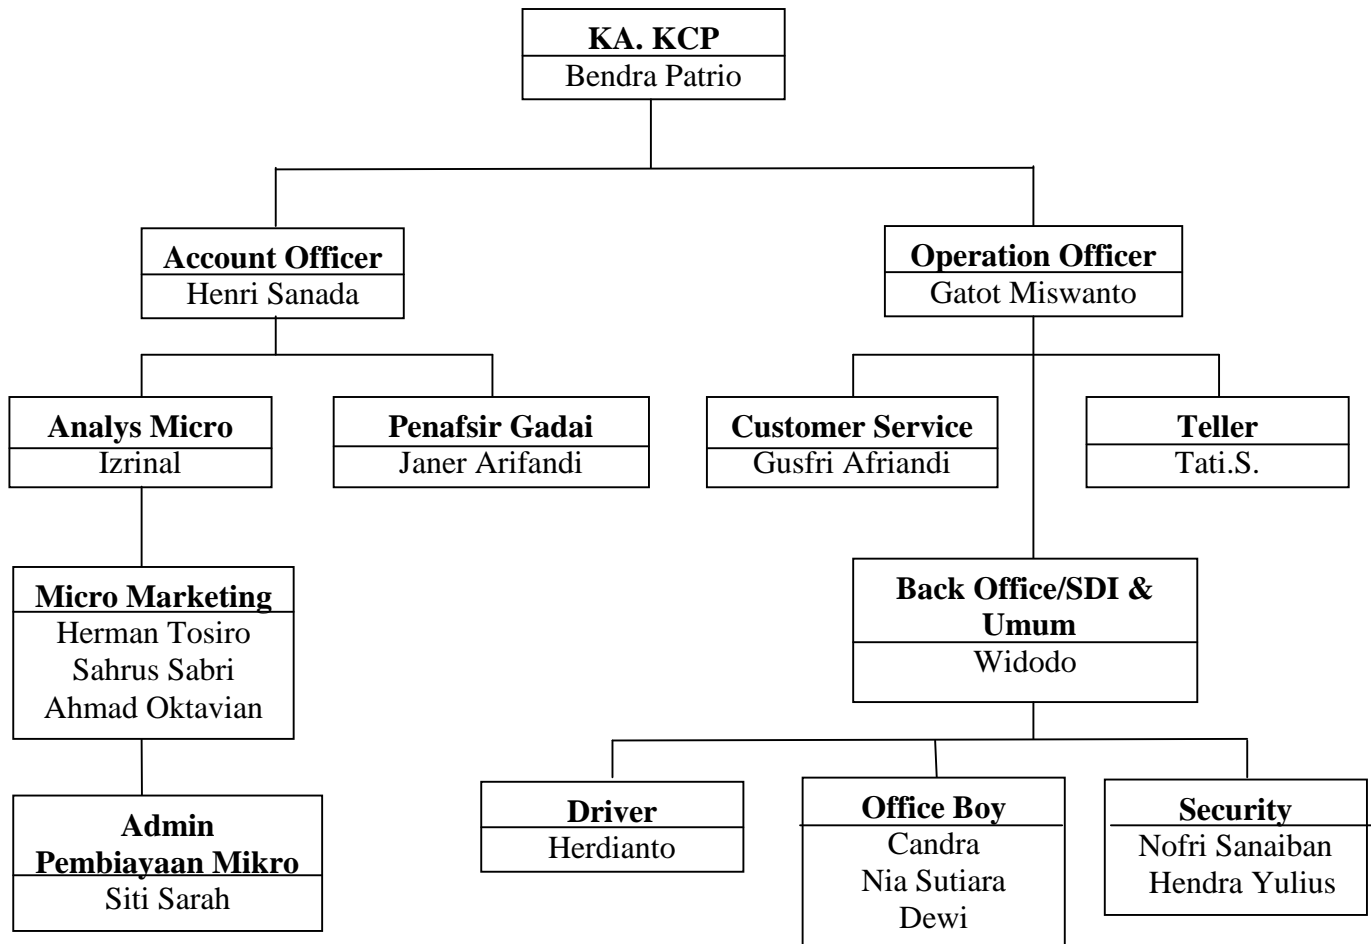 KA. KCP
Bendra Patrio
Account Officer
Henri Sanada
Operation Officer
Gatot Miswanto
Analys Micro
Izrinal
Penafsir Gadai
Janer Arifandi
Customer Service
Gusfri Afriandi
Teller
Tati.S.
Micro Marketing
Herman Tosiro
Sahrus Sabri
Ahmad Oktavian
Back Office/SDI &
Umum
Widodo
Admin
Pembiayaan Mikro
Siti Sarah
Driver
Herdianto
Office Boy
Candra
Nia Sutiara
Dewi
Security
Nofri Sanaiban
Hendra Yulius